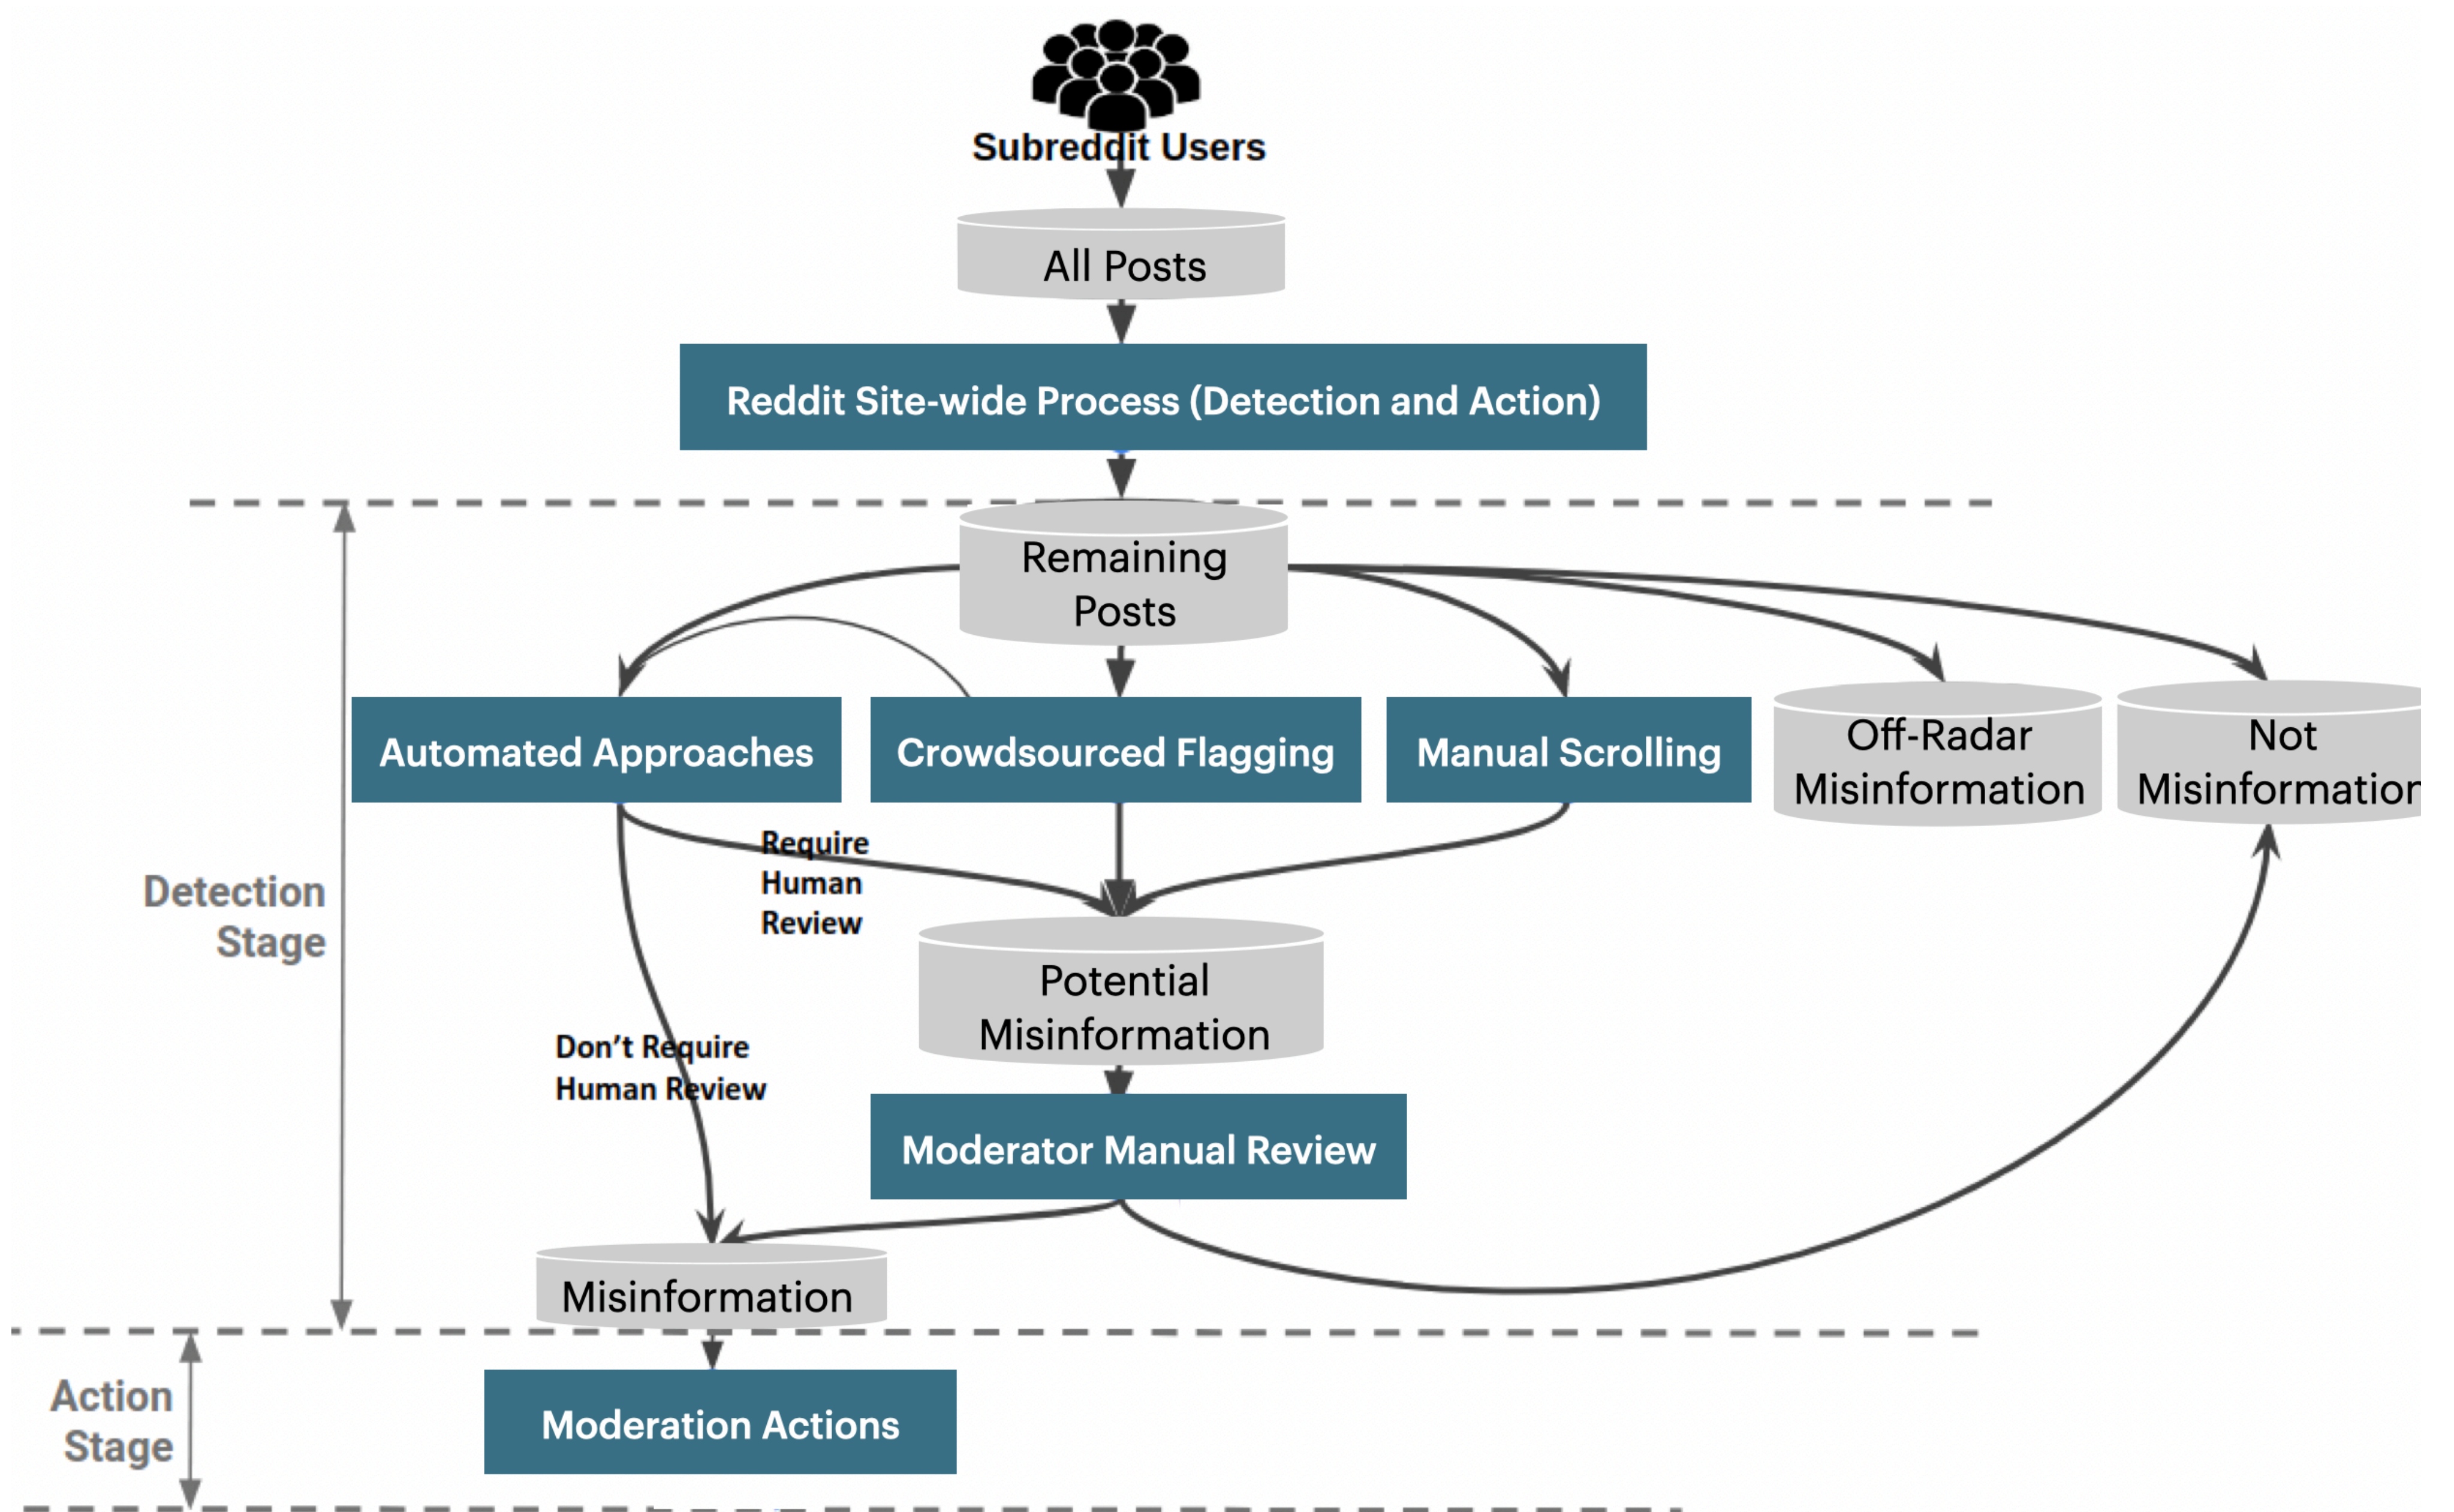 Subreddit Users
All Posts
Reddit Site-wide Process (Detection and Action)
Remaining
Posts
Automated Approaches
Crowdsourced Flagging
Manual Scrolling
Off-Radar
Misinformation
Not
Misinformation
Require
Human
Review
Detection
Stage
Potential
Misinformation
Don't Require
Human Review
Moderator Manual Review
Misinformation
Action
Stage
Moderation Actions